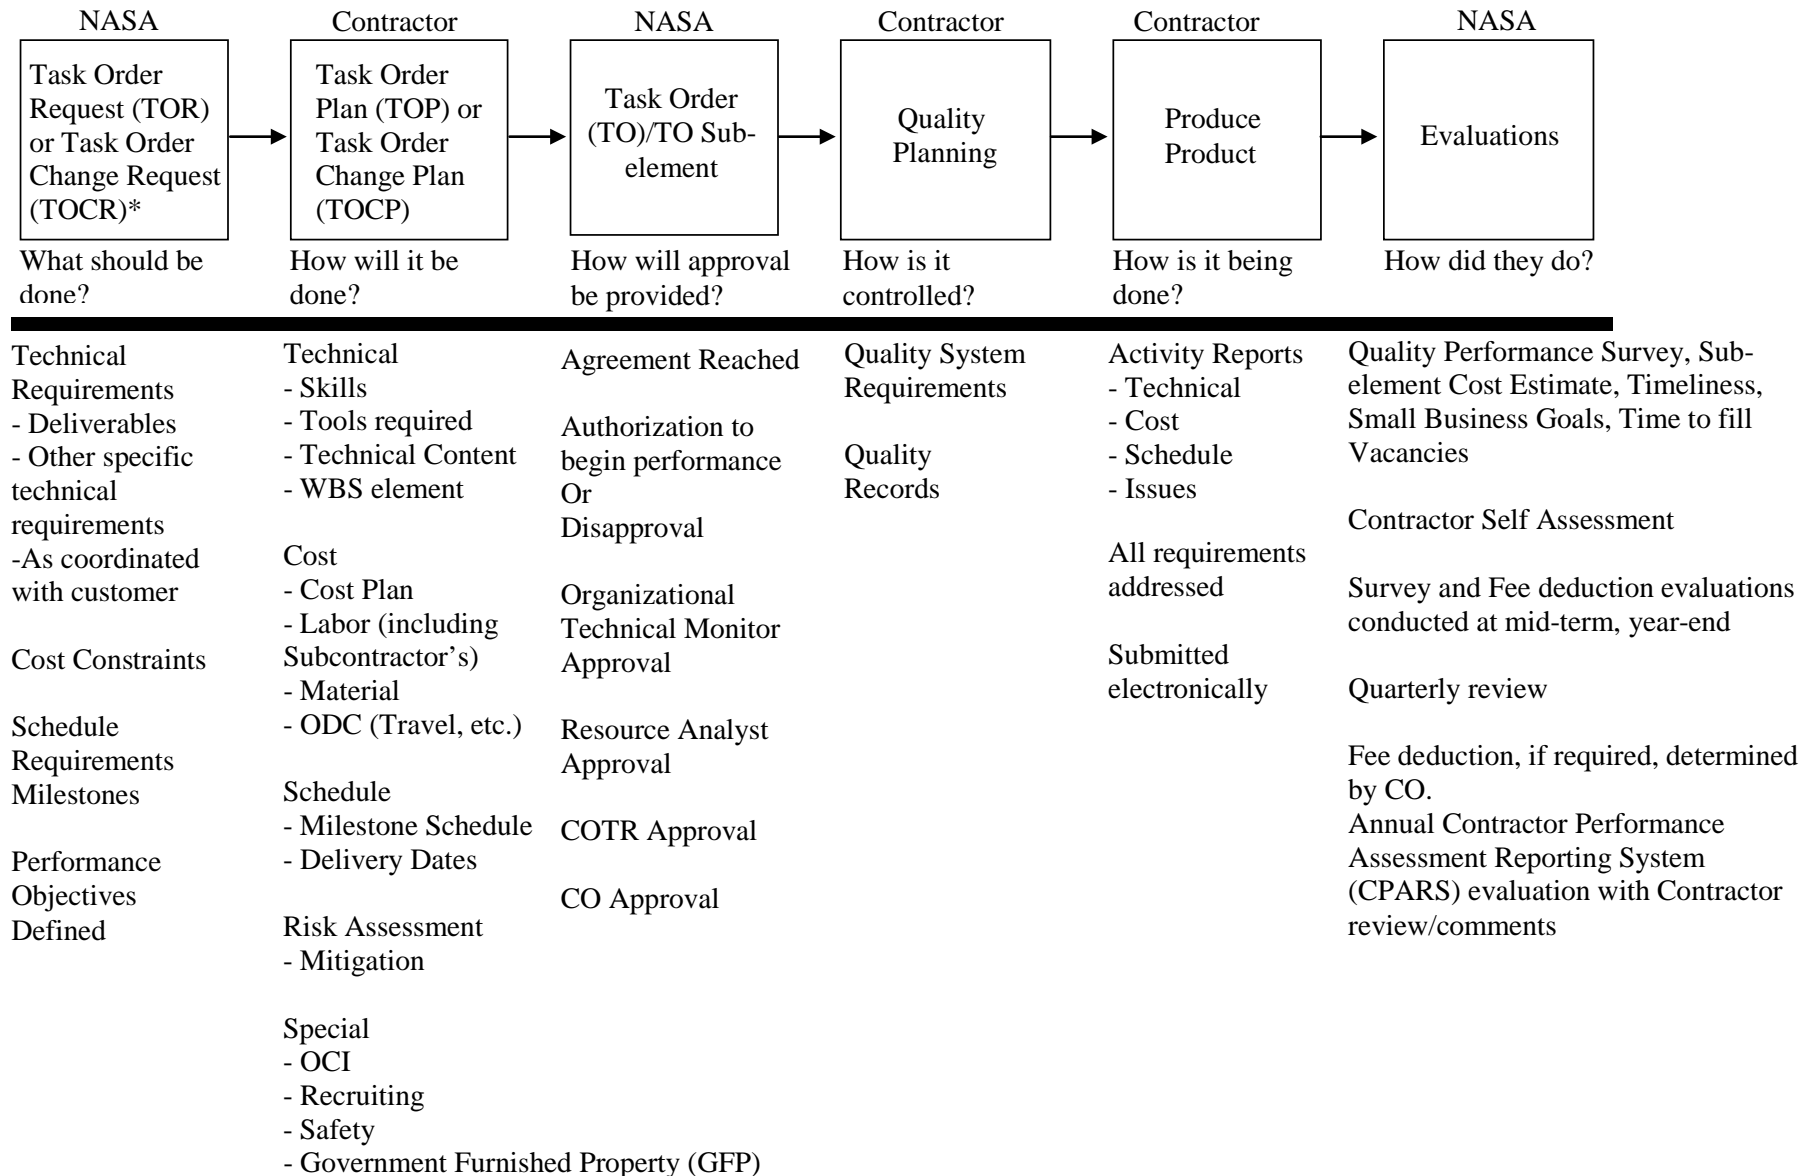 NASA
Contractor
NASA
Contractor
Contractor
NASA
Task Order
Request (TOR)
or Task Order
Change Request
(TOCR)*
Task Order
Plan (TOP) or
Task Order
Change Plan
(TOCP)
Task Order
(TO)/TO Sub-
element
Quality
Planning
Produce
Product
Evaluations
What should be
done?
How will it be
done?
How will approval
be provided?
How is it
controlled?
How is it being
done?
How did they do?
Technical
Requirements
- Deliverables
- Other specific
technical
requirements
-As coordinated
with customer
Cost Constraints
Schedule
Requirements
Milestones
Performance
Objectives
Defined
Technical
- Skills
- Tools required
- Technical Content
- WBS element
Cost
- Cost Plan
- Labor (including
Subcontractor’s)
- Material
- ODC (Travel, etc.)
Schedule
- Milestone Schedule
- Delivery Dates
Risk Assessment
- Mitigation
Special
- OCI
- Recruiting
- Safety
- Government Furnished Property (GFP)
Agreement Reached
Authorization to
begin performance
Or
Disapproval
Organizational
Technical Monitor
Approval
Resource Analyst
Approval
COTR Approval
CO Approval
Quality System
Requirements
Quality
Records
Activity Reports
- Technical
- Cost
- Schedule
- Issues
All requirements
addressed
Submitted
electronically
Quality Performance Survey, Sub-
element Cost Estimate, Timeliness,
Small Business Goals, Time to fill
Vacancies
Contractor Self Assessment
Survey and Fee deduction evaluations
conducted at mid-term, year-end
Quarterly review
Fee deduction, if required, determined
by CO.
Annual Contractor Performance
Assessment Reporting System
(CPARS) evaluation with Contractor
review/comments